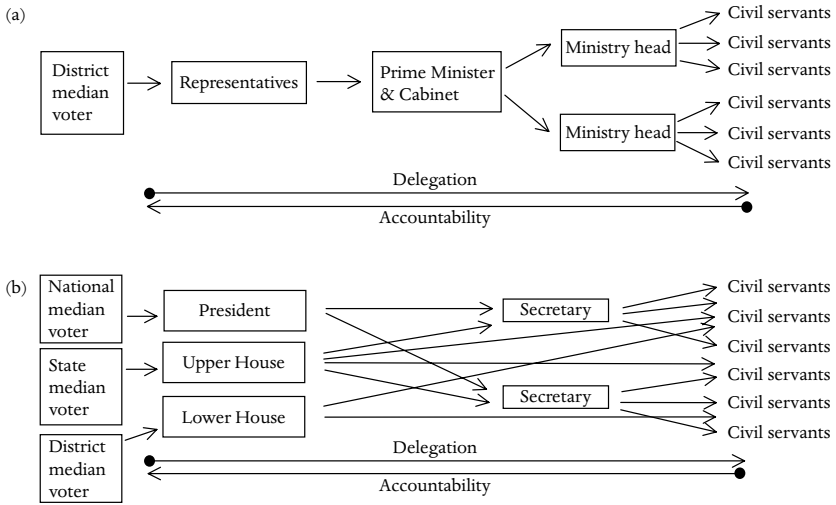 (a)
District
median
voter
Representatives
Prime Minister
& Cabinet
Ministry head
Ministry head
Civil servants
Civil servants
Civil servants
Civil servants
Civil servants
Civil servants
Delegation
Accountability
(b)
National
median
voter
State
median
voter
District
median
voter
President
Upper House
Lower House
Secretary
Secretary
Civil servants
Civil servants
Civil servants
Civil servants
Civil servants
Civil servants
Delegation
Accountability